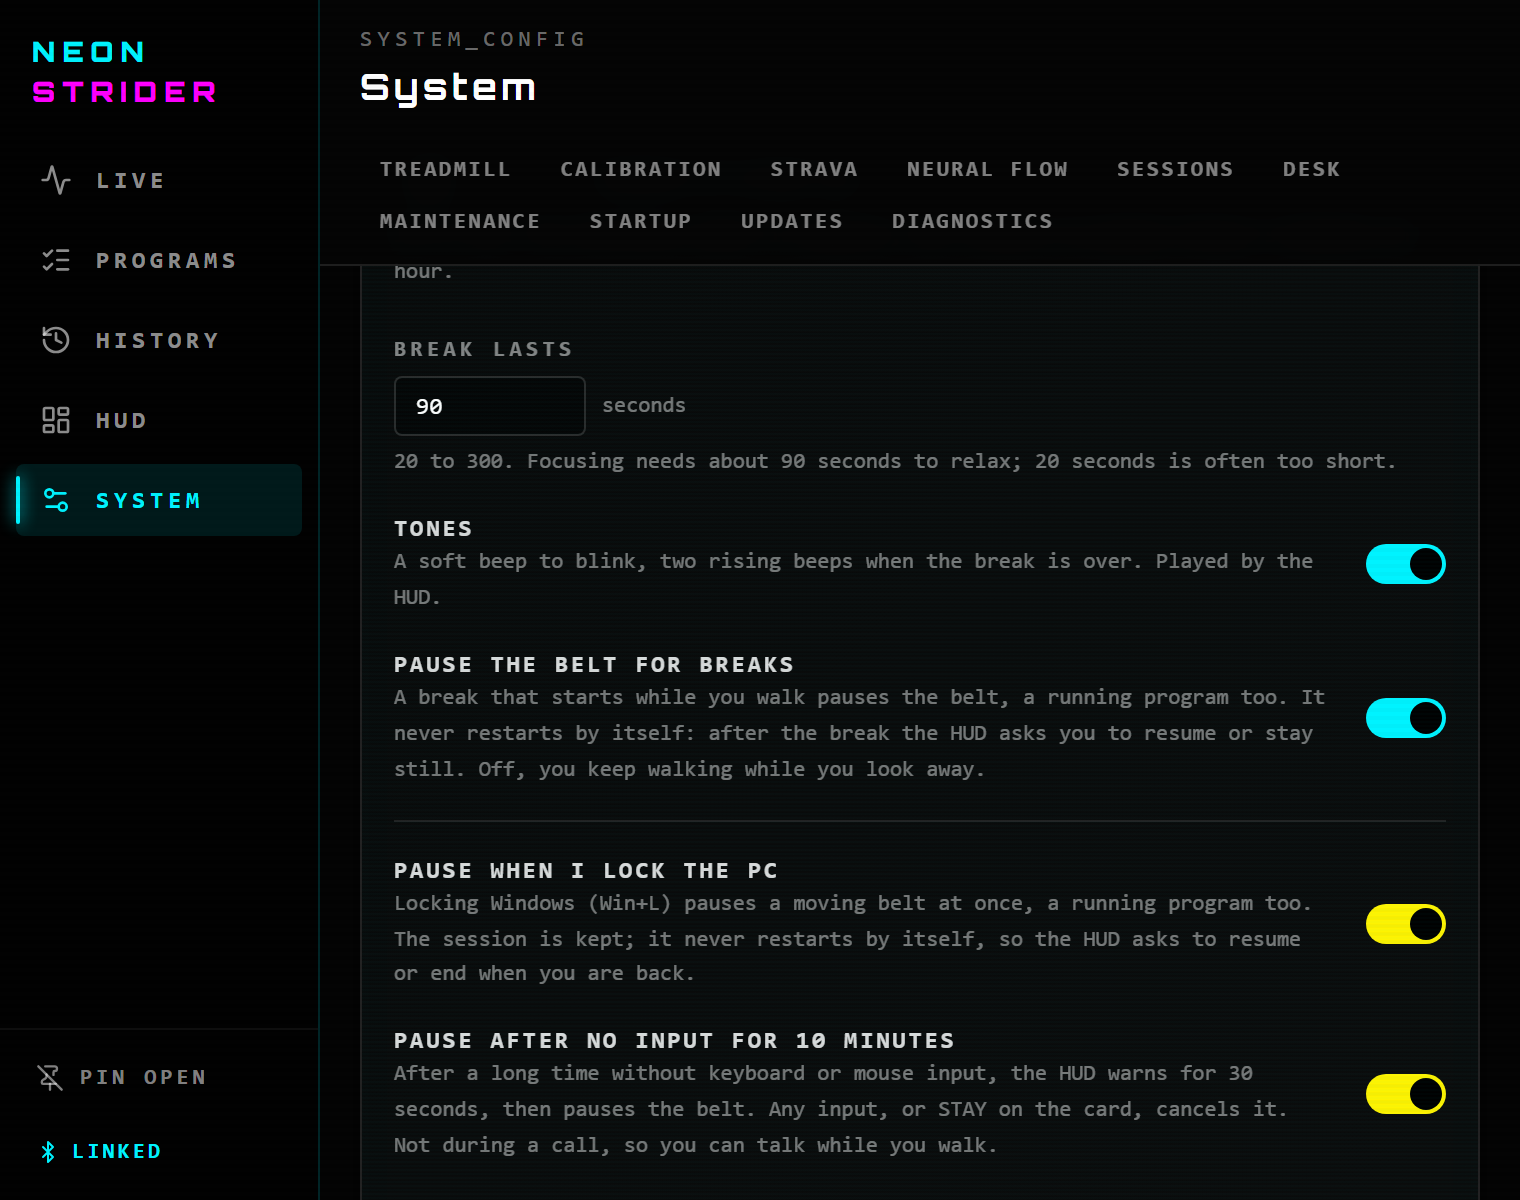 NEON
STRIDER
LIVE
PROGRAMS
HISTORY
HUD
SYSTEM
PIN OPEN
LINKED
SYSTEM_CONFIG
System
TREADMILL CALIBRATION STRAVA NEURAL FLOW SESSIONS DESK
MAINTENANCE STARTUP UPDATES DIAGNOSTICS
hour.
BREAK LASTS
90 seconds
20 to 300. Focusing needs about 90 seconds to relax; 20 seconds is often too short.
TONES
A soft beep to blink, two rising beeps when the break is over. Played by the
HUD.
PAUSE THE BELT FOR BREAKS
A break that starts while you walk pauses the belt, a running program too. It
never restarts by itself: after the break the HUD asks you to resume or stay
still. Off, you keep walking while you look away.
PAUSE WHEN I LOCK THE PC
Locking Windows (Win+L) pauses a moving belt at once, a running program too.
The session is kept; it never restarts by itself, so the HUD asks to resume
or end when you are back.
PAUSE AFTER NO INPUT FOR 10 MINUTES
After a long time without keyboard or mouse input, the HUD warns for 30
seconds, then pauses the belt. Any input, or STAY on the card, cancels it.
Not during a call, so you can talk while you walk.